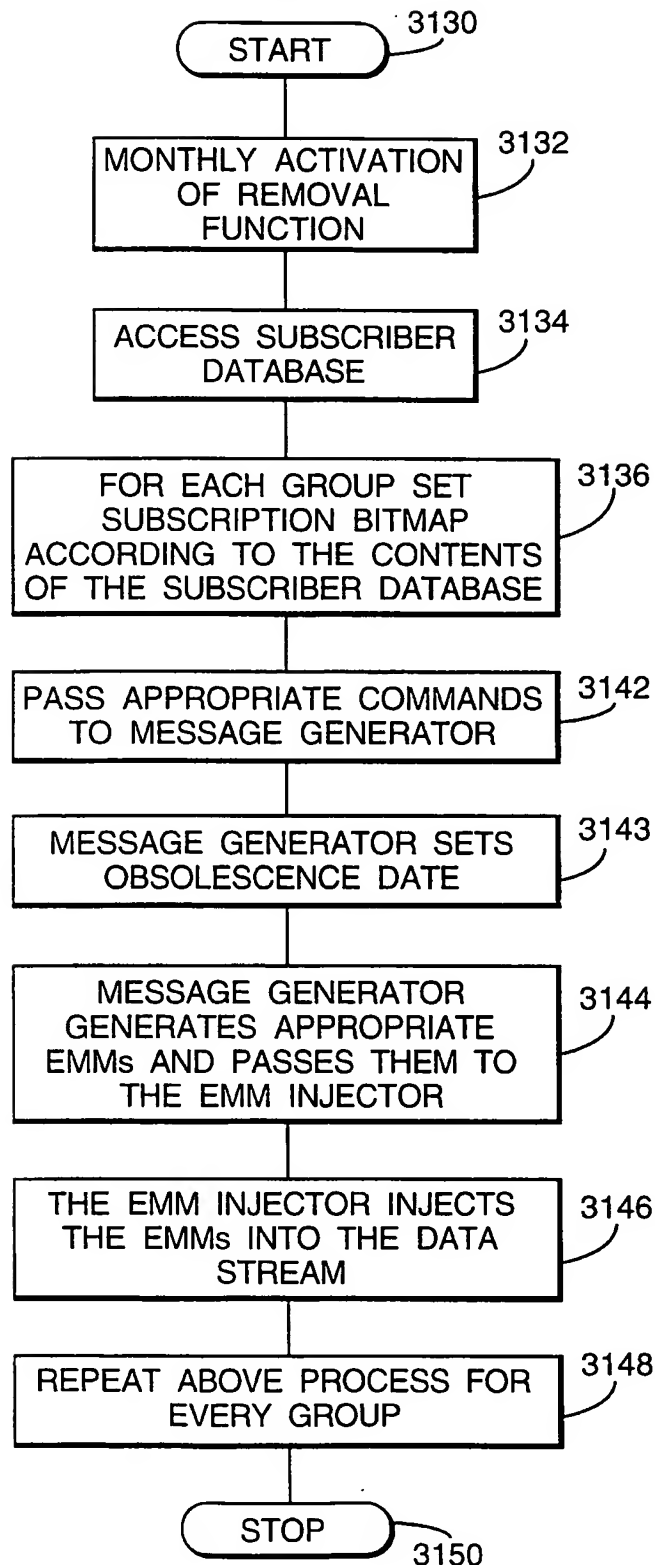 3130
START
3132
MONTHLY ACTIVATION
OF REMOVAL
FUNCTION
3134
ACCESS SUBSCRIBER
DATABASE
3136
FOR EACH GROUP SET
SUBSCRIPTION BITMAP
ACCORDING TO THE CONTENTS
OF THE SUBSCRIBER DATABASE
3142
PASS APPROPRIATE COMMANDS
TO MESSAGE GENERATOR
3143
MESSAGE GENERATOR SETS
OBSOLESCENCE DATE
3144
MESSAGE GENERATOR
GENERATES APPROPRIATE
EMMs AND PASSES THEM TO
THE EMM INJECTOR
3146
THE EMM INJECTOR INJECTS
THE EMMs INTO THE DATA
STREAM
3148
REPEAT ABOVE PROCESS FOR
EVERY GROUP
STOP
3150